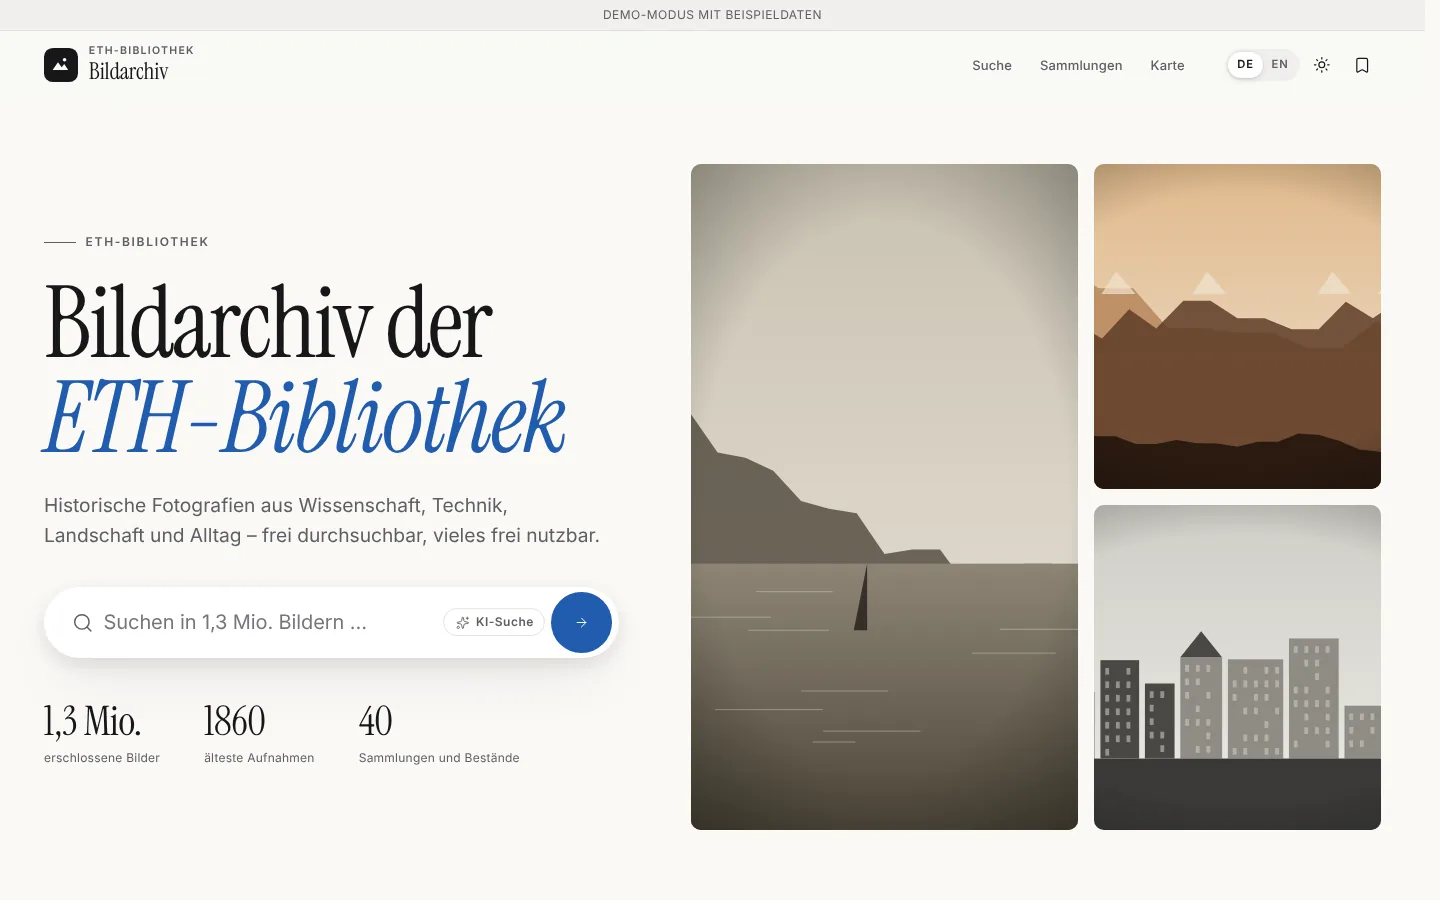 DEMO-MODUS MIT BEISPIELDATEN
ETH-BIBLIOTHEK
Bildarchiv
Suche
Sammlungen
Karte
DE
EN
ETH-BIBLIOTHEK
Bildarchiv der
ETH-Bibliothek
Historische Fotografien aus Wissenschaft, Technik,
Landschaft und Alltag – frei durchsuchbar, vieles frei nutzbar.
Suchen in 1,3 Mio. Bildern ...
KI-Suche
1,3 Mio.
erschlossene Bilder
1860
älteste Aufnahmen
40
Sammlungen und Bestände